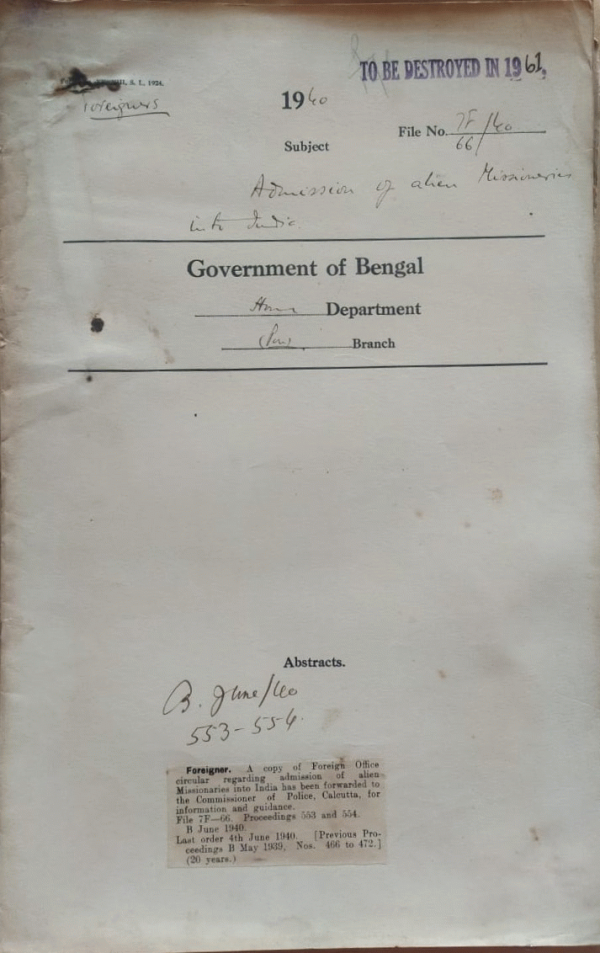 TO BE DESTROYED IN 1961.
A. L., 1924.
Foreigners
1940
File No. 7F/40
66
Subject
Admission of alien Missioneries
into India.
Government of Bengal
Home Department
Branch
Abstracts.
B. June/40
553-554.
Foreigner. A copy of Foreign Office
circular regarding admission of alien
Missionaries into India has been forwarded to
the Commissioner of Police, Calcutta, for
information and guidance.
File 7F—66. Proceedings 553 and 554.
B June 1940.
Last order 4th June 1940. [Previous Pro-
ceedings B May 1939, Nos. 466 to 472.]
(20 years.)